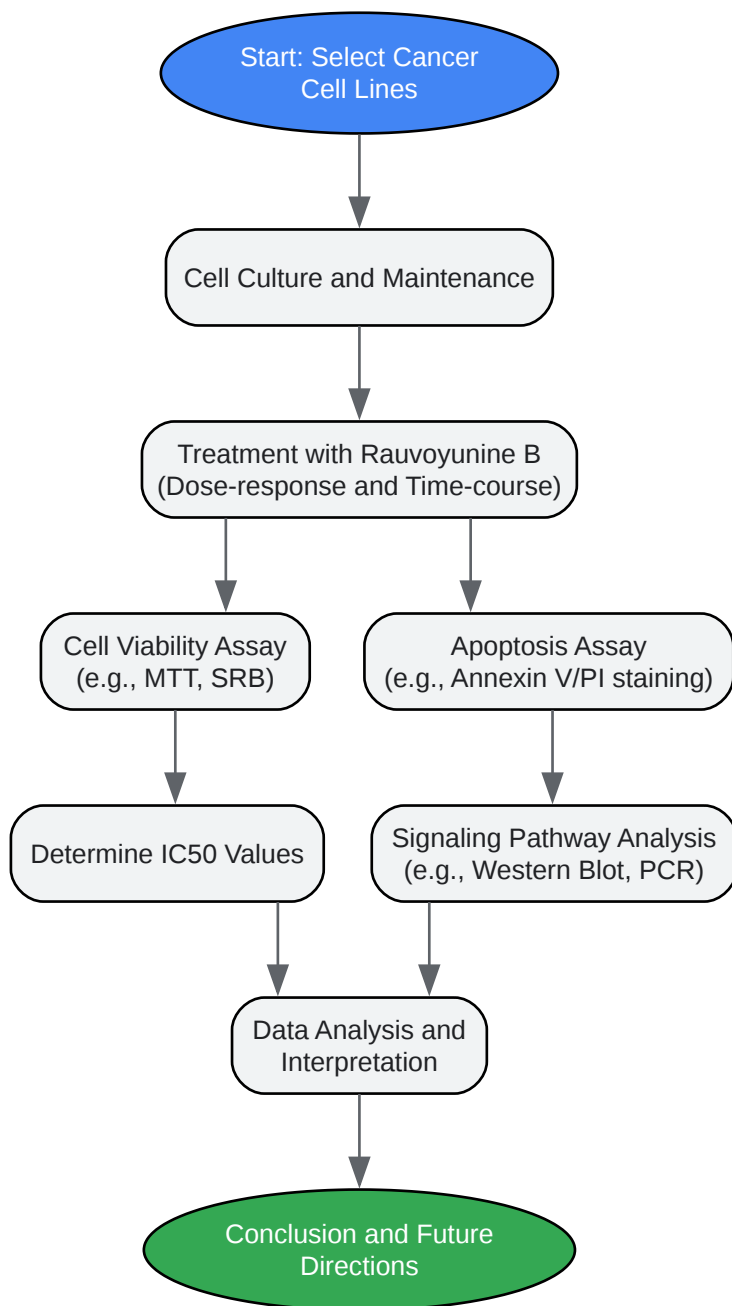 Start: Select Cancer
Cell Lines
Cell Culture and Maintenance
Treatment with Rauvoyunine B
(Dose-response and Time-course)
Cell Viability Assay
(e.g., MTT, SRB)
Apoptosis Assay
(e.g., Annexin V/PI staining)
Determine IC50 Values
Signaling Pathway Analysis
(e.g., Western Blot, PCR)
Data Analysis and
Interpretation
Conclusion and Future
Directions